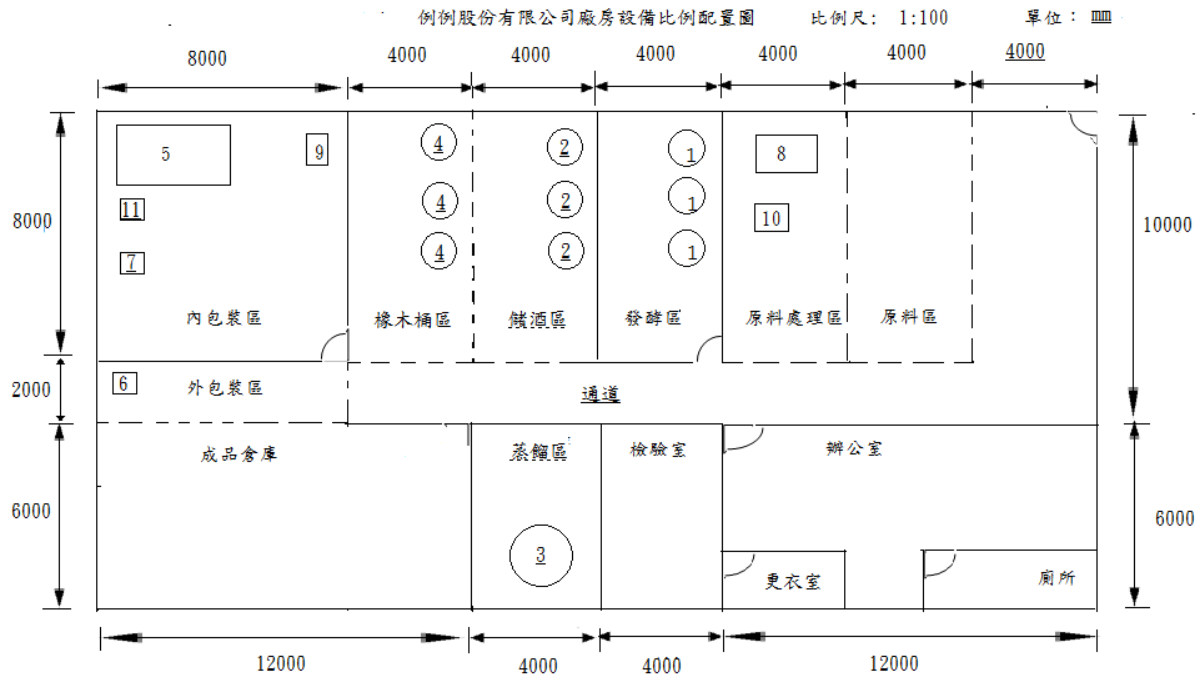 例例股份有限公司廠房設備比例配置圖 比例尺: 1:100 單位：mm
8000 4000 4000 4000 4000 4000 4000
5 9 4 2 1 8
11 4 2 1 10
7 4 2 1
8000 10000
內包裝區 橡木桶區 儲酒區 發酵區 原料處理區 原料區
2000 6 外包裝區 通道
成品倉庫 蒸餾區 檢驗室 辦公室
6000 6000
3 更衣室 廁所
12000 4000 4000 12000